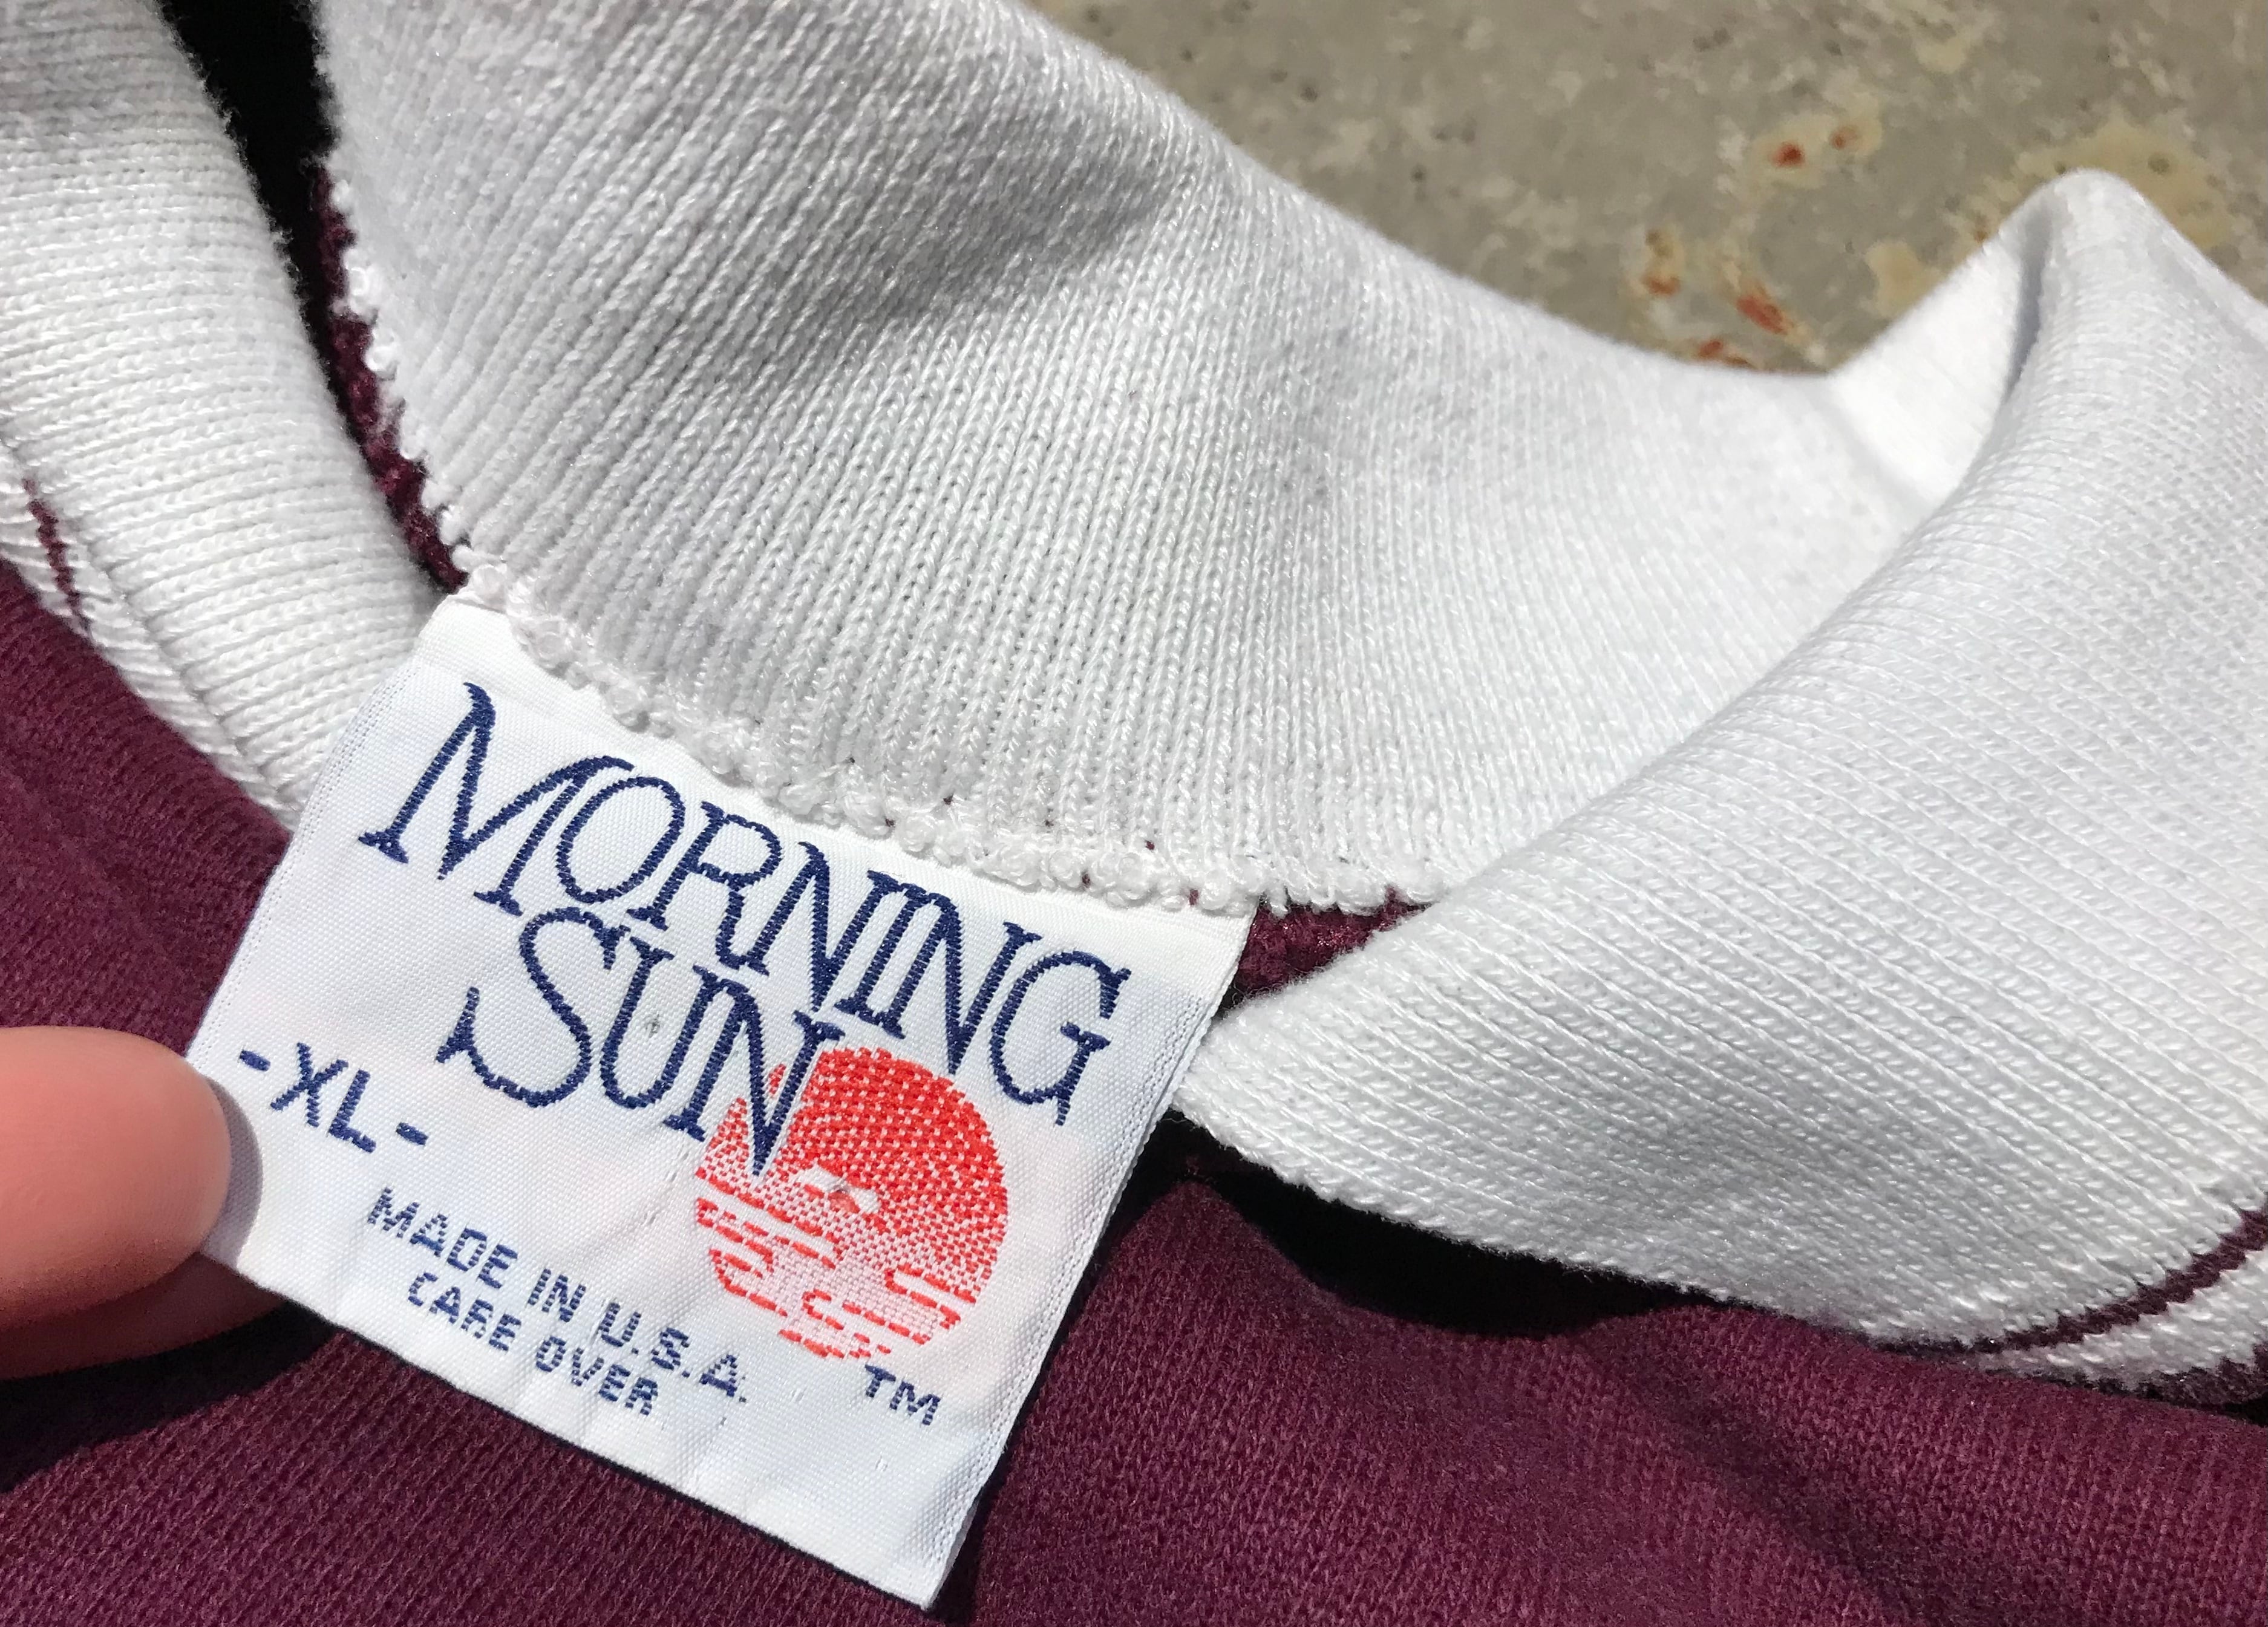 MORNING
SUN
-XL-
MADE IN U.S.A.
CARE OVER
TM